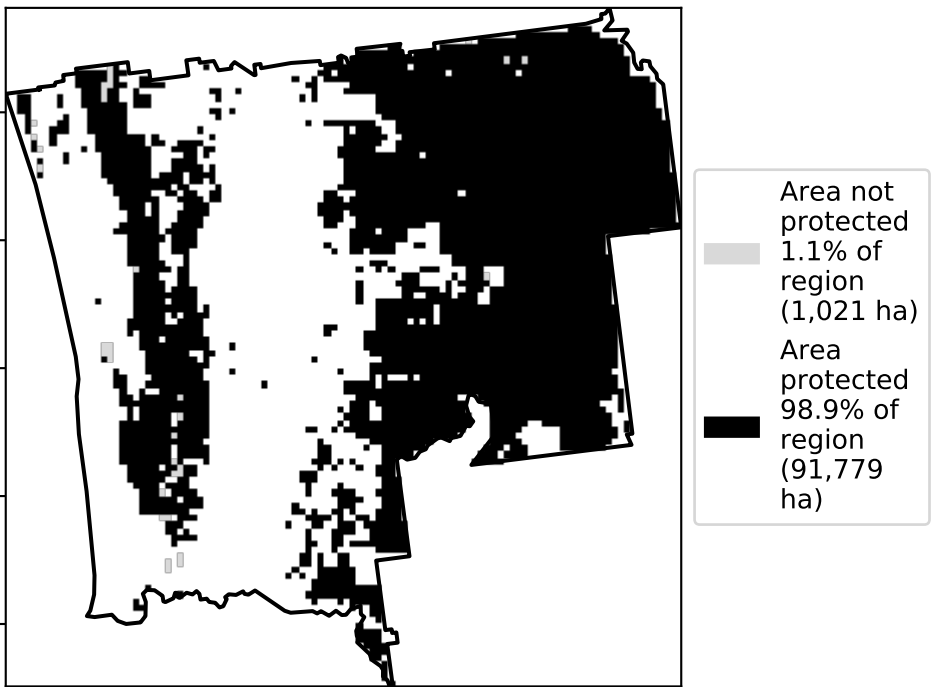 Area not
protected
1.1% of
region
(1,021 ha)
Area
protected
98.9% of
region
(91,779
ha)